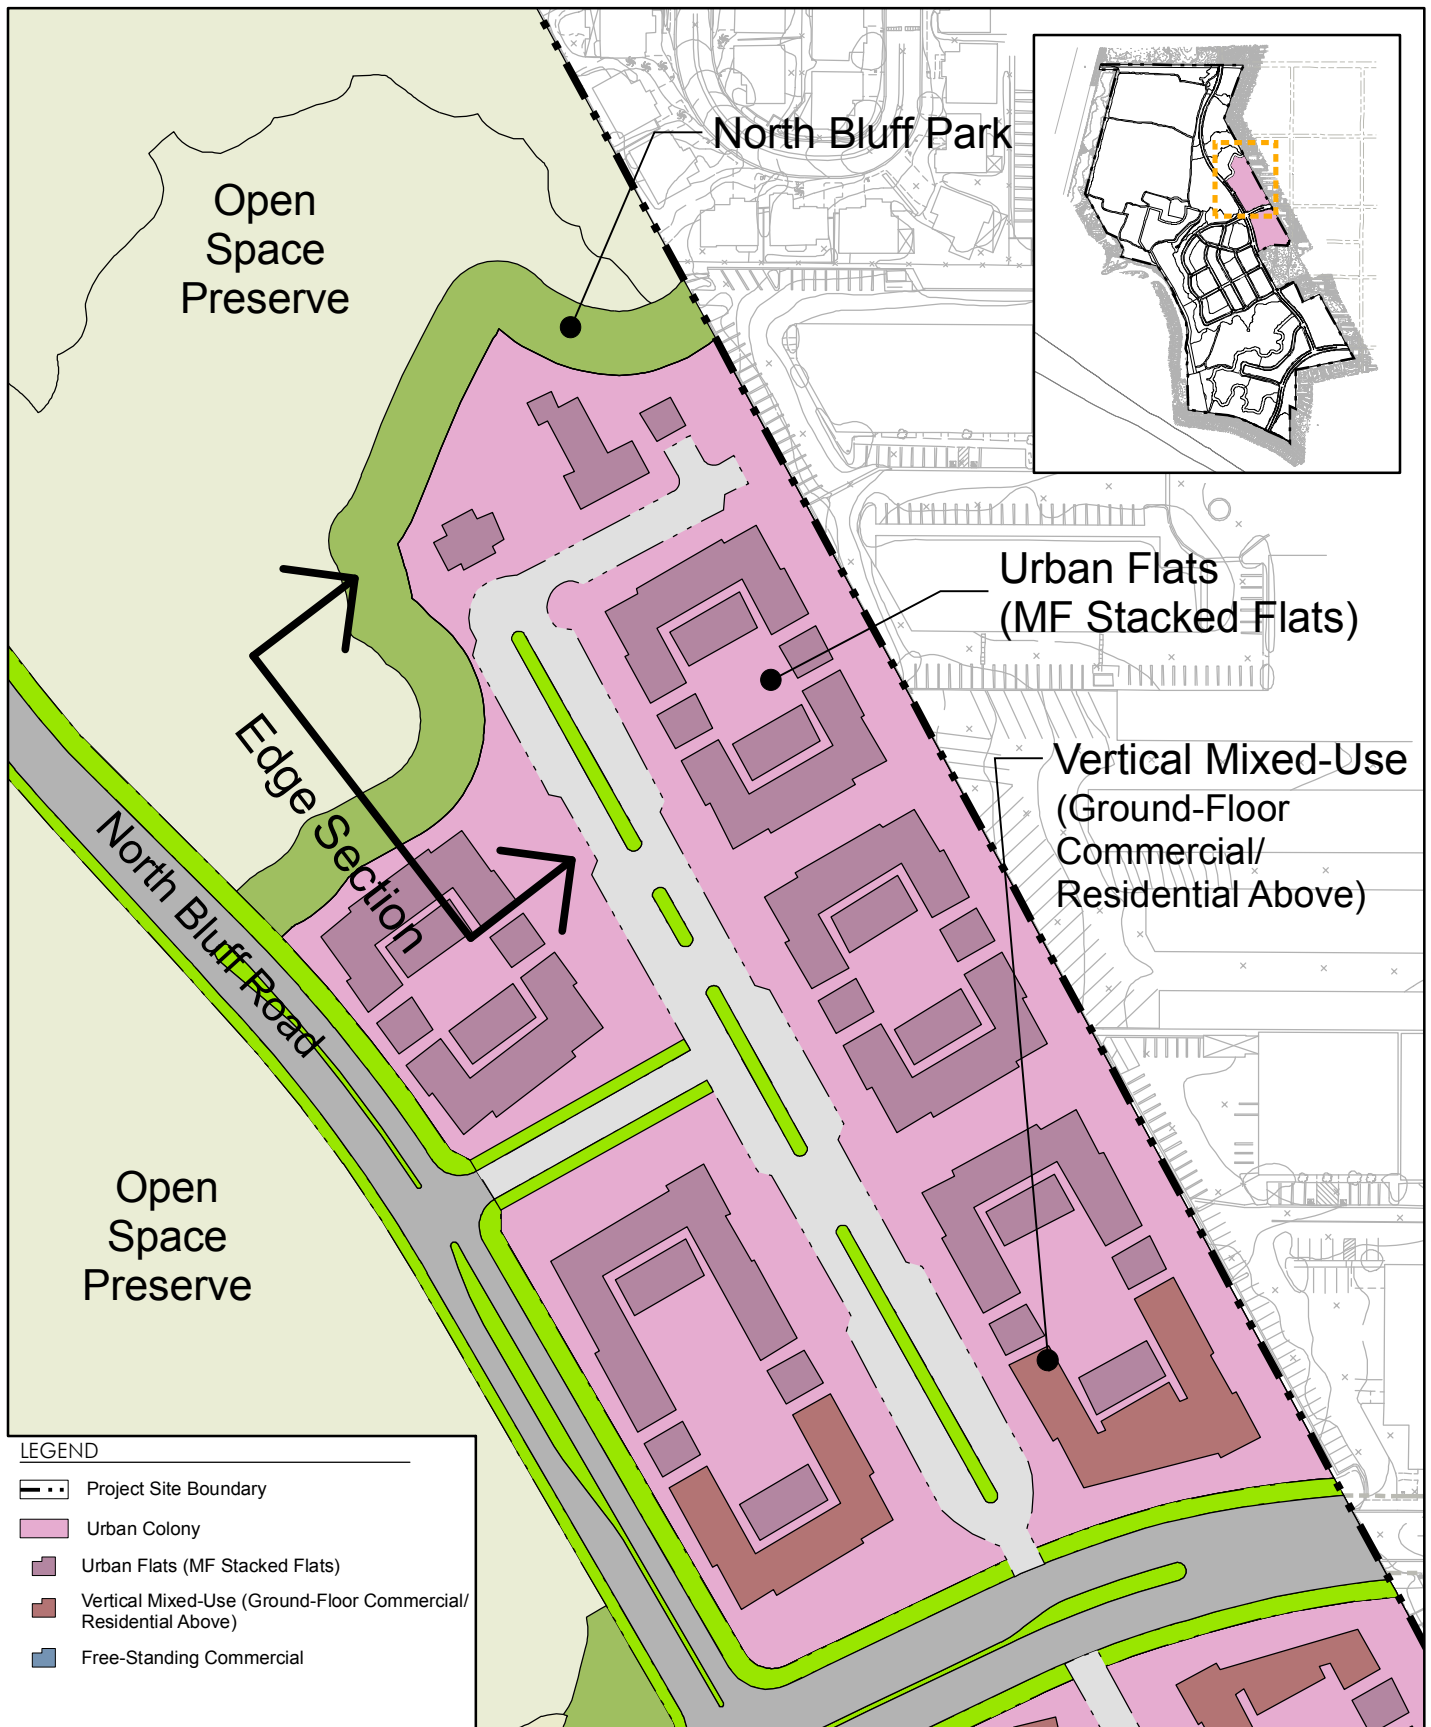 North Bluff Park
Open
Space
Preserve
Urban Flats
(MF Stacked Flats)
Edge Section
Vertical Mixed-Use
(Ground-Floor
Commercial/
Residential Above)
North Bluff Road
Open
Space
Preserve
LEGEND
Project Site Boundary
Urban Colony
Urban Flats (MF Stacked Flats)
Vertical Mixed-Use (Ground-Floor Commercial/
Residential Above)
Free-Standing Commercial